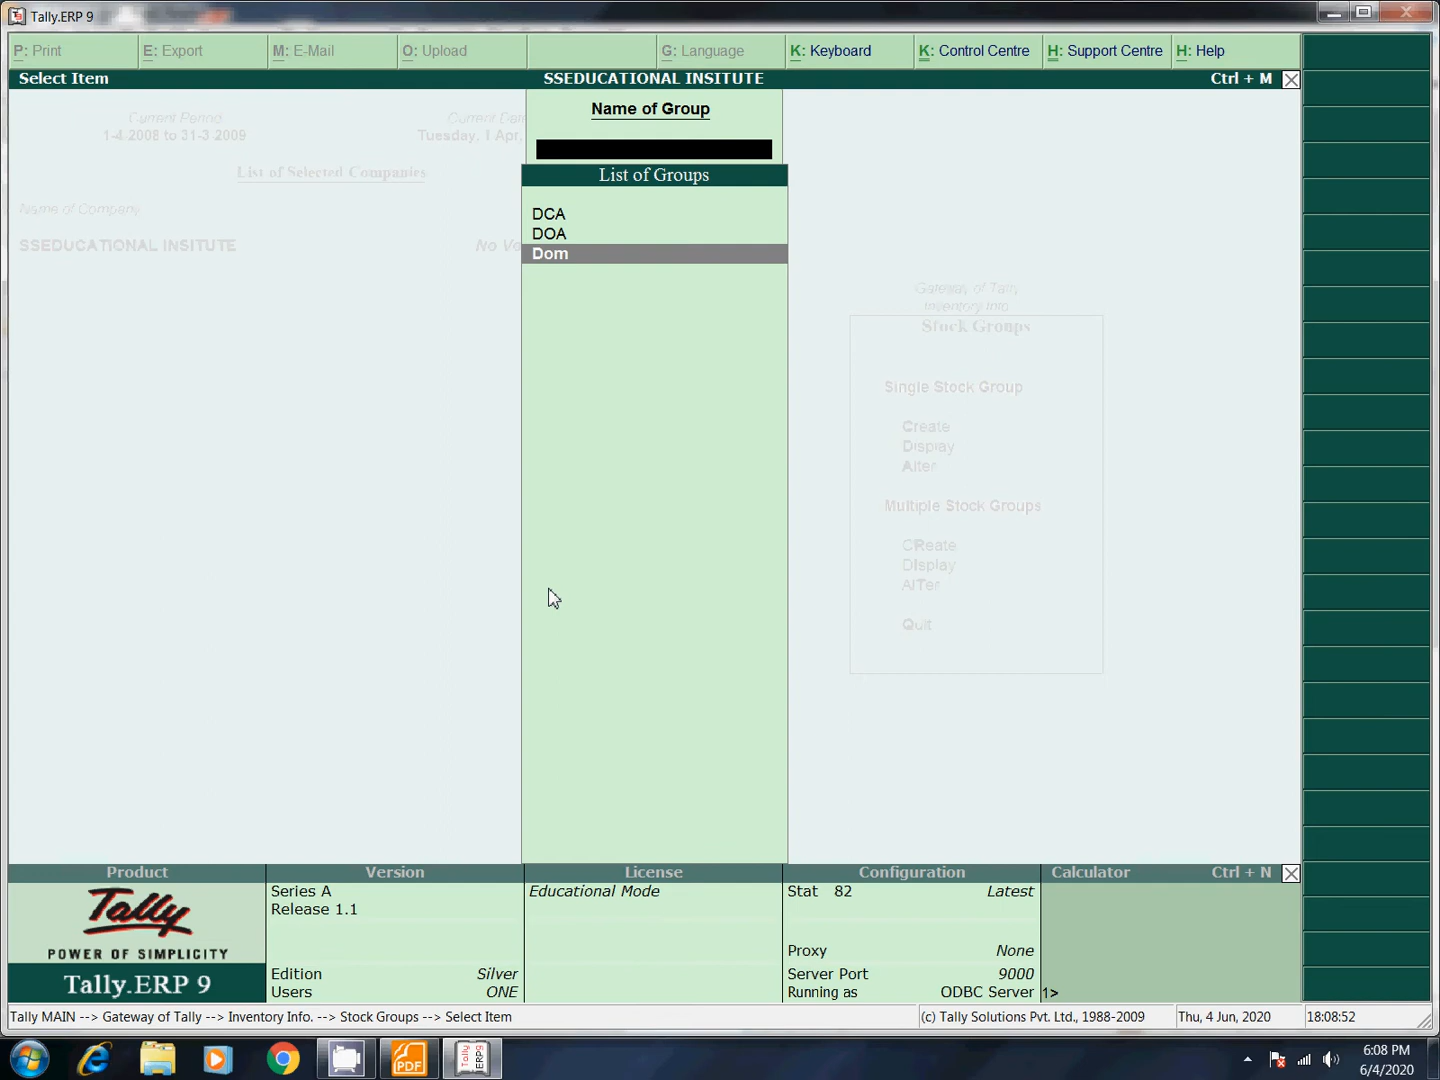 Tally.ERP 9
P: Print
E: Export
M: E-Mail
O: Upload
G: Language
K: Keyboard
K: Control Centre
H: Support Centre
H: Help
Select Item
SSEDUCATIONAL INSITUTE
Ctrl + M
Current Period
1-4-2008 to 31-3-2009
Tuesday, 1 Apr,
List of Selected Companies
Name of Company
SSEDUCATIONAL INSITUTE
Name of Group
List of Groups
DCA
DOA
Dom
Gateway of Tally
Inventory Info
Stock Groups
Single Stock Group
Create
Display
Alter
Multiple Stock Groups
CReate
DIsplay
AlTer
Quit
Product
Version
License
Configuration
Calculator
Ctrl + N
Tally
POWER OF SIMPLICITY
Tally.ERP 9
Series A
Release 1.1
Edition Silver
Users ONE
Educational Mode
Stat 82 Latest
Proxy None
Server Port 9000
Running as ODBC Server
1>
Tally MAIN --> Gateway of Tally --> Inventory Info. --> Stock Groups --> Select Item
(c) Tally Solutions Pvt. Ltd., 1988-2009
Thu, 4 Jun, 2020
18:08:52
PDF
Tally
ERP9
6:08 PM
6/4/2020